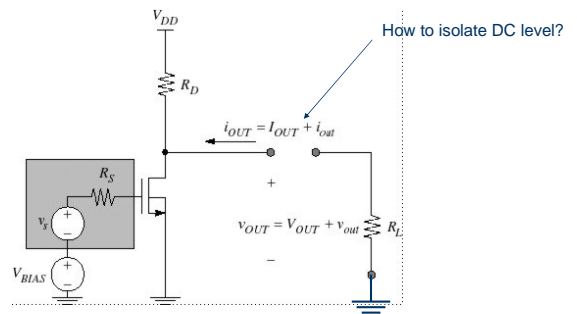 V_DD
How to isolate DC level?
R_D
i_OUT = I_OUT + i_out
R_S
+
v_s
+
−
v_OUT = V_OUT + v_out
R_L
V_BIAS
+
−
−